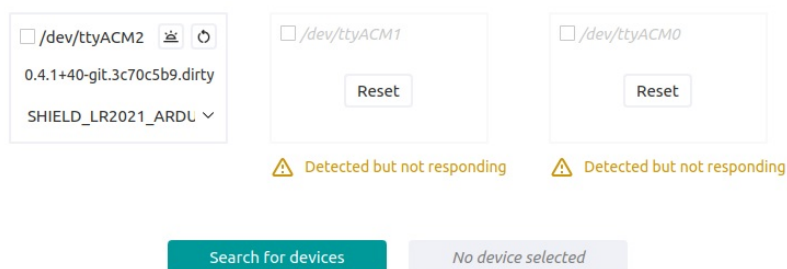 /dev/ttyACM2
0.4.1+40-git.3c70c5b9.dirty
SHIELD_LR2021_ARDU
/dev/ttyACM1
Reset
Detected but not responding
/dev/ttyACM0
Reset
Detected but not responding
Search for devices
No device selected